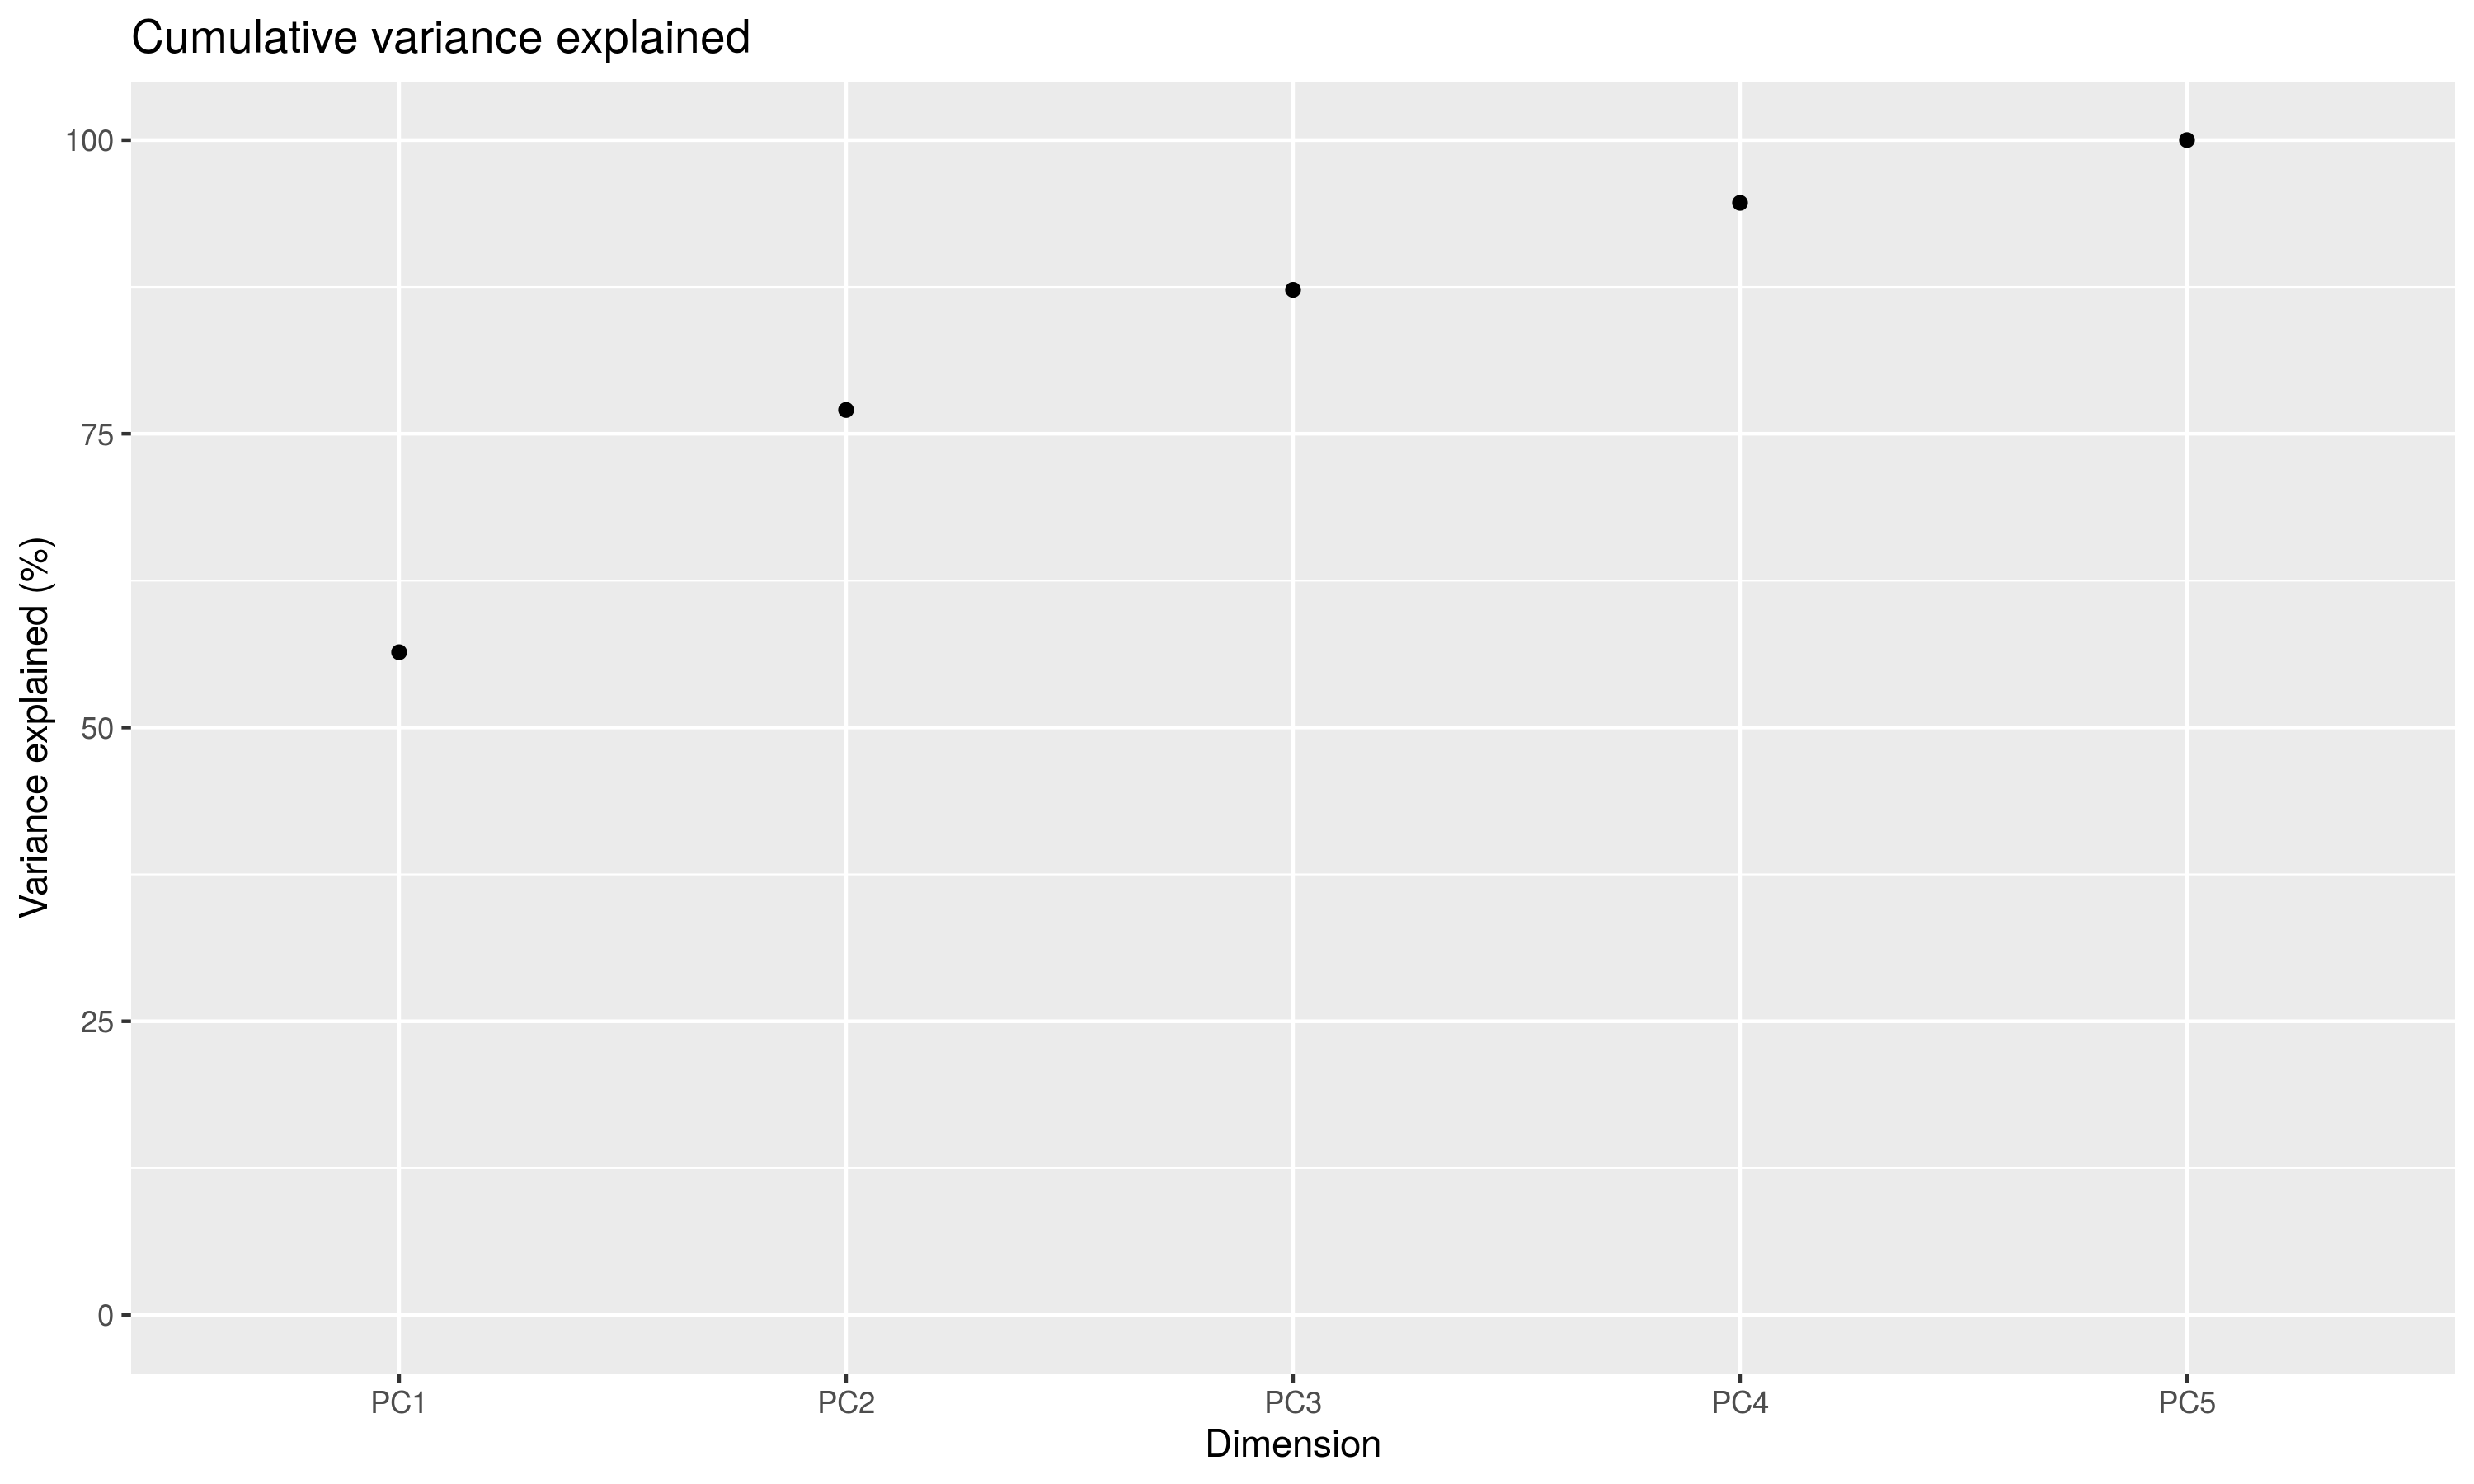 Cumulative variance explained
Variance explained (%)
100
75
50
25
0
PC1 PC2 PC3 PC4 PC5
Dimension